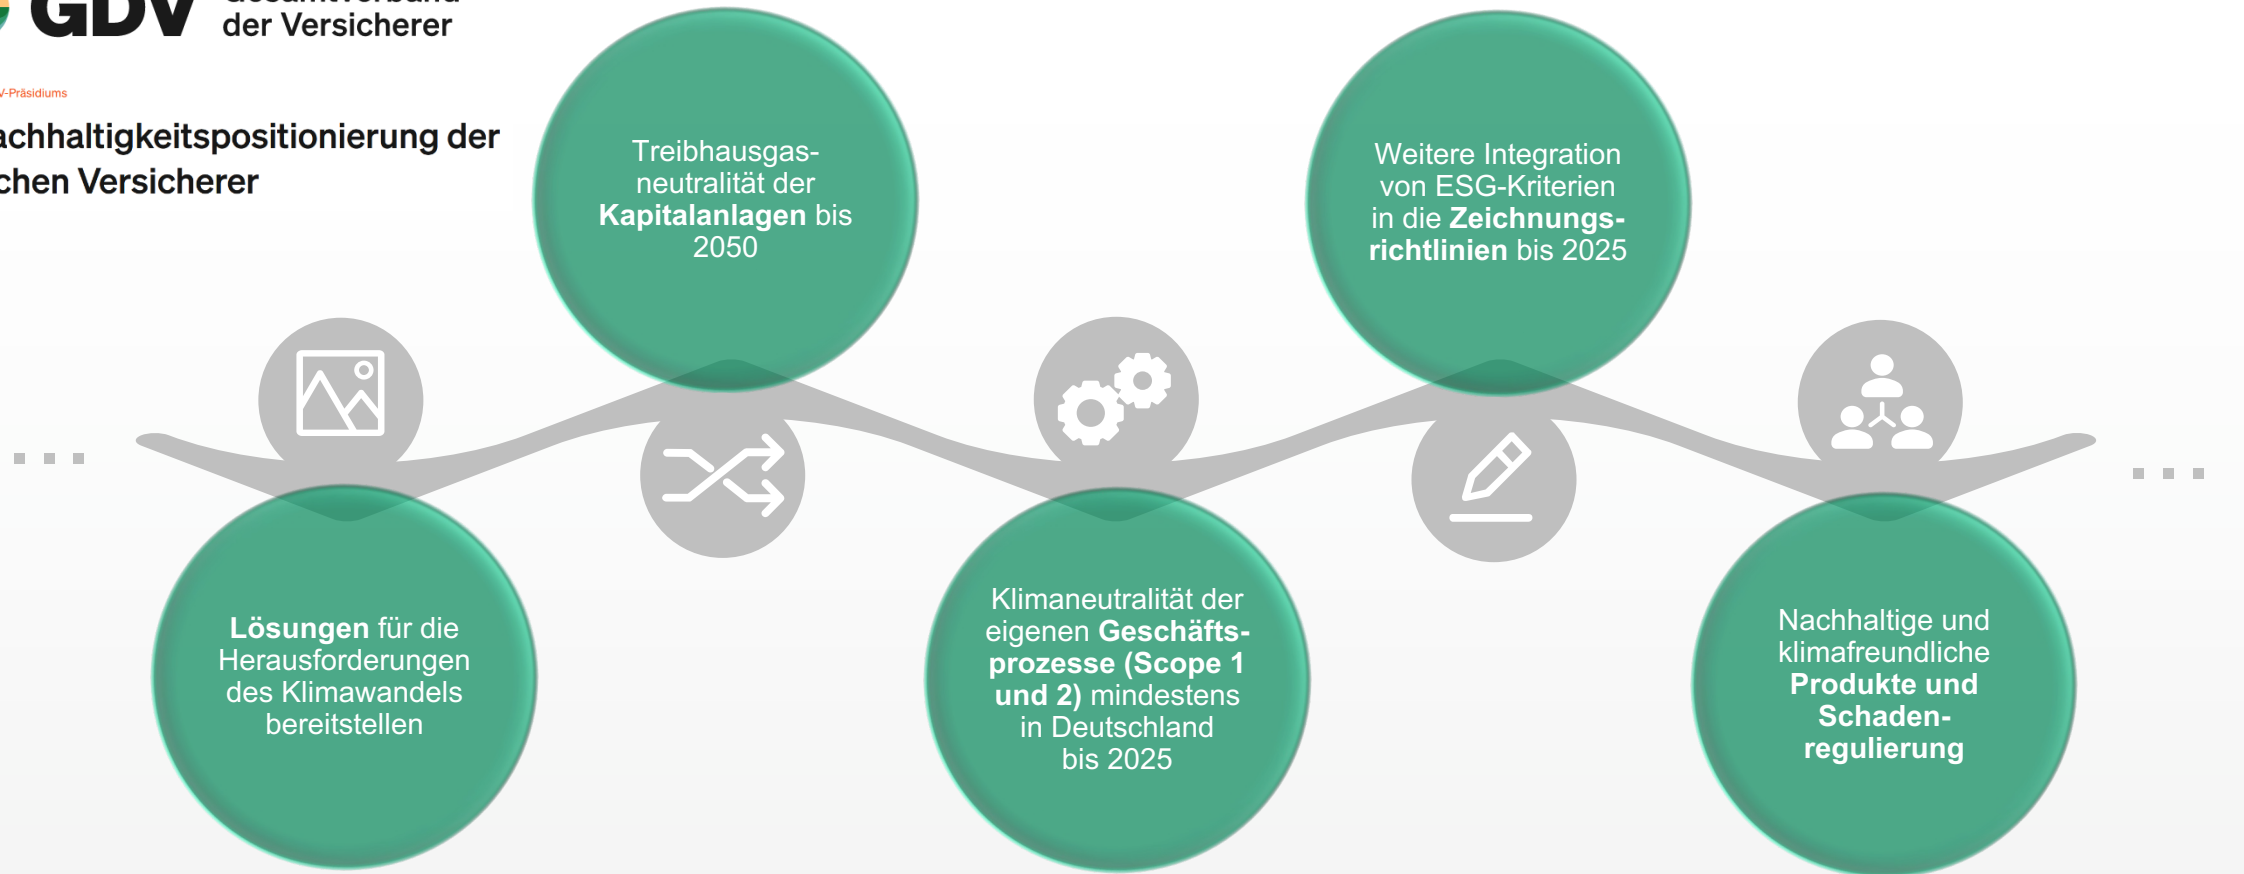 GDV
Gesamtverband
der Versicherer
V-Präsidiums
achhaltigkeitspositionierung der
chen Versicherer
Treibhausgas-
neutralität der
Kapitalanlagen bis
2050
Weitere Integration
von ESG-Kriterien
in die Zeichnungs-
richtlinien bis 2025
Lösungen für die
Herausforderungen
des Klimawandels
bereitstellen
Klimaneutralität der
eigenen Geschäfts-
prozesse (Scope 1
und 2) mindestens
in Deutschland
bis 2025
Nachhaltige und
klimafreundliche
Produkte und
Schaden-
regulierung